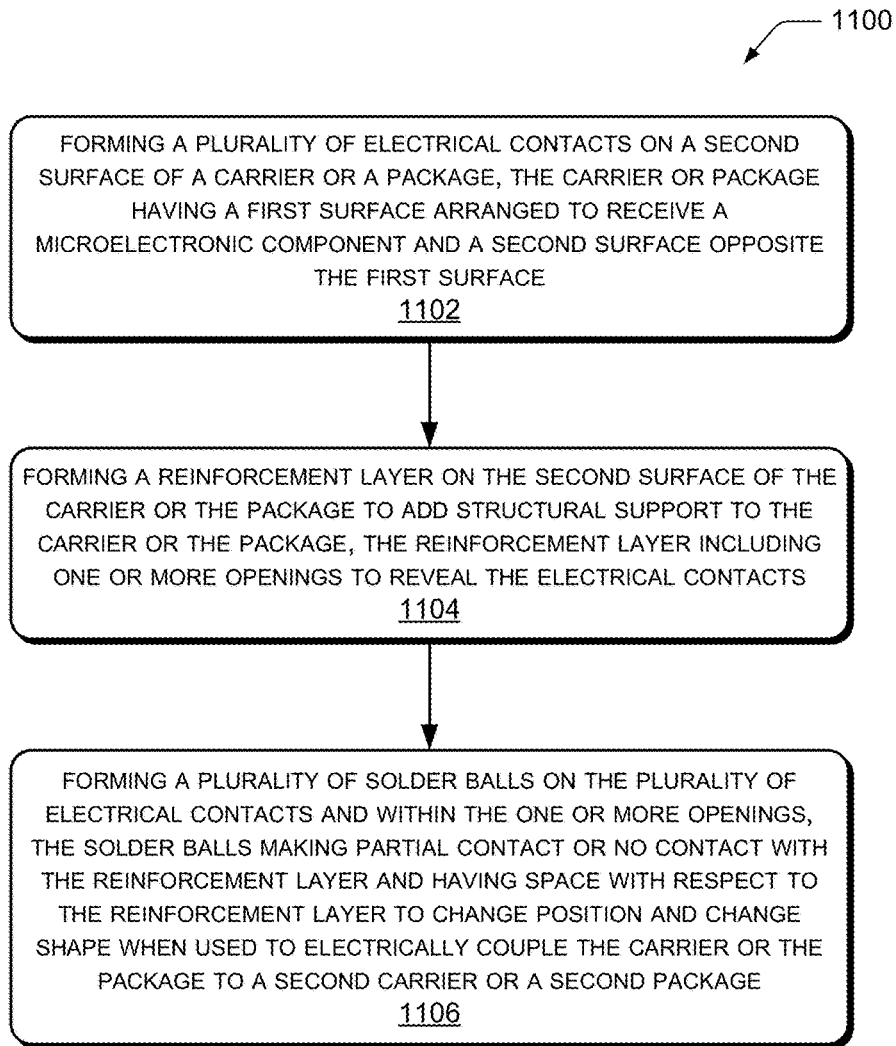 1100
FORMING A PLURALITY OF ELECTRICAL CONTACTS ON A SECOND
SURFACE OF A CARRIER OR A PACKAGE, THE CARRIER OR PACKAGE
HAVING A FIRST SURFACE ARRANGED TO RECEIVE A
MICROELECTRONIC COMPONENT AND A SECOND SURFACE OPPOSITE
THE FIRST SURFACE
1102
FORMING A REINFORCEMENT LAYER ON THE SECOND SURFACE OF THE
CARRIER OR THE PACKAGE TO ADD STRUCTURAL SUPPORT TO THE
CARRIER OR THE PACKAGE, THE REINFORCEMENT LAYER INCLUDING
ONE OR MORE OPENINGS TO REVEAL THE ELECTRICAL CONTACTS
1104
FORMING A PLURALITY OF SOLDER BALLS ON THE PLURALITY OF
ELECTRICAL CONTACTS AND WITHIN THE ONE OR MORE OPENINGS,
THE SOLDER BALLS MAKING PARTIAL CONTACT OR NO CONTACT WITH
THE REINFORCEMENT LAYER AND HAVING SPACE WITH RESPECT TO
THE REINFORCEMENT LAYER TO CHANGE POSITION AND CHANGE
SHAPE WHEN USED TO ELECTRICALLY COUPLE THE CARRIER OR THE
PACKAGE TO A SECOND CARRIER OR A SECOND PACKAGE
1106